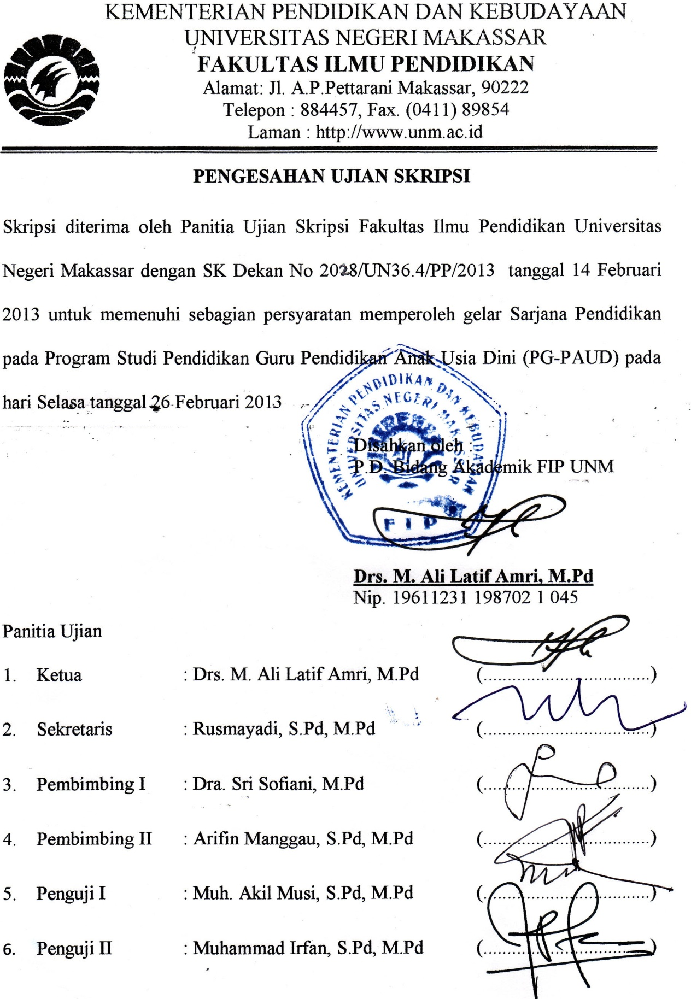 KEMENTERIAN PENDIDIKAN DAN KEBUDAYAAN
UNIVERSITAS NEGERI MAKASSAR
FAKULTAS ILMU PENDIDIKAN
Alamat: Jl. A.P.Pettarani Makassar, 90222
Telepon : 884457, Fax. (0411) 89854
Laman : http://www.unm.ac.id
PENGESAHAN UJIAN SKRIPSI
Skripsi diterima oleh Panitia Ujian Skripsi Fakultas Ilmu Pendidikan Universitas
Negeri Makassar dengan SK Dekan No 2028/UN36.4/PP/2013 tanggal 14 Februari
2013 untuk memenuhi sebagian persyaratan memperoleh gelar Sarjana Pendidikan
pada Program Studi Pendidikan Guru Pendidikan Anak Usia Dini (PG-PAUD) pada
hari Selasa tanggal 26 Februari 2013
KEMENTERIAN PENDIDIKAN DAN KEBUDAYAAN
UNIVERSITAS NEGERI MAKASSAR
FIP
Disahkan oleh :
P.D. Bidang Akademik FIP UNM
Drs. M. Ali Latif Amri, M.Pd
Nip. 19611231 198702 1 045
Panitia Ujian
1. Ketua : Drs. M. Ali Latif Amri, M.Pd (..................................)
2. Sekretaris : Rusmayadi, S.Pd, M.Pd (..................................)
3. Pembimbing I : Dra. Sri Sofiani, M.Pd (..................................)
4. Pembimbing II : Arifin Manggau, S.Pd, M.Pd (..................................)
5. Penguji I : Muh. Akil Musi, S.Pd, M.Pd (..................................)
6. Penguji II : Muhammad Irfan, S.Pd, M.Pd (..................................)